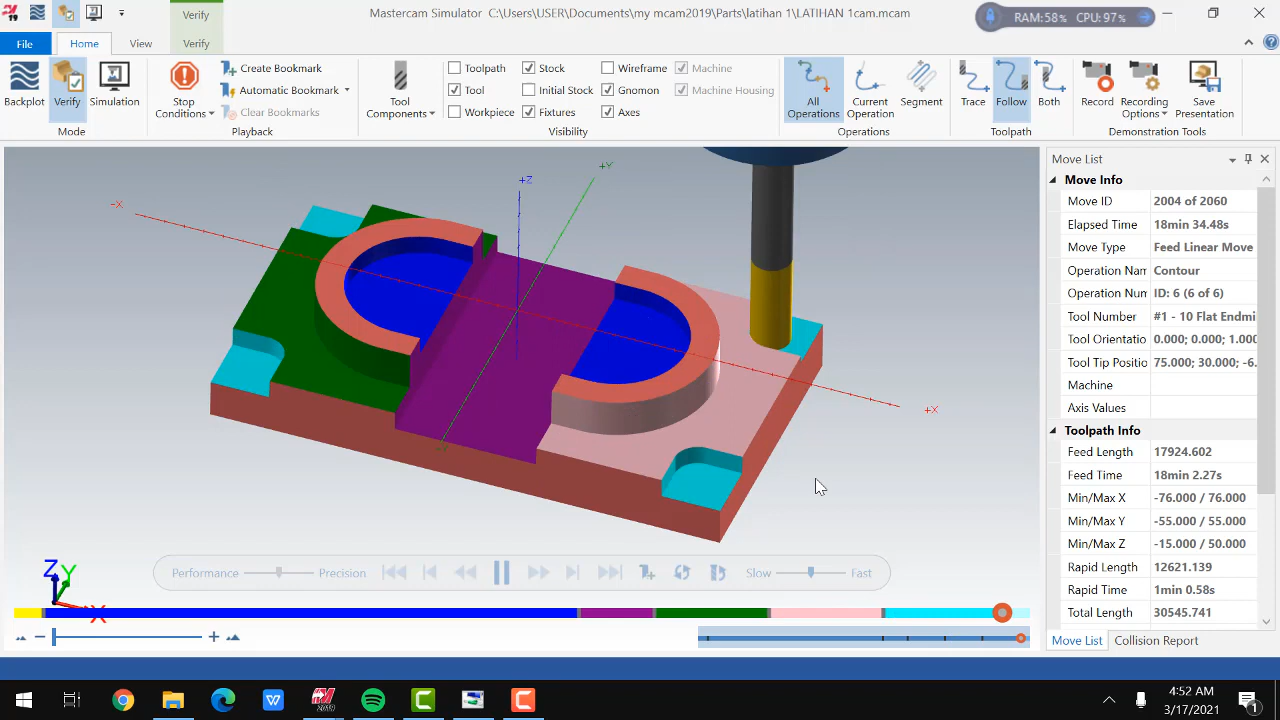 Verify
Mastercam Simulator C:\Users\USER\Documents\my mcam2019\Parts\latihan 1\LATIHAN 1cam.mcam
RAM:58% CPU:97%
19
File
Home
View
Verify
Backplot
Verify
Simulation
Mode
Stop Conditions
Create Bookmark
Automatic Bookmark
Clear Bookmarks
Playback
Tool Components
Toolpath
Stock
Wireframe
Machine
Tool
Initial Stock
Gnomon
Machine Housing
Workpiece
Fixtures
Axes
Visibility
All Operations
Current Operation
Segment
Operations
Trace
Follow
Both
Toolpath
Record
Recording Options
Save Presentation
Demonstration Tools
+Z
+Y
+X
+X
Z
Y
X
Performance
Precision
Slow
Fast
Move List
Move Info
Move ID 2004 of 2060
Elapsed Time 18min 34.48s
Move Type Feed Linear Move
Operation Nam Contour
Operation Num ID: 6 (6 of 6)
Tool Number #1 - 10 Flat Endmi
Tool Orientatio 0.000; 0.000; 1.000
Tool Tip Positio 75.000; 30.000; -6.
Machine
Axis Values
Toolpath Info
Feed Length 17924.602
Feed Time 18min 2.27s
Min/Max X -76.000 / 76.000
Min/Max Y -55.000 / 55.000
Min/Max Z -15.000 / 50.000
Rapid Length 12621.139
Rapid Time 1min 0.58s
Total Length 30545.741
Move List
Collision Report
19
4:52 AM
3/17/2021
1